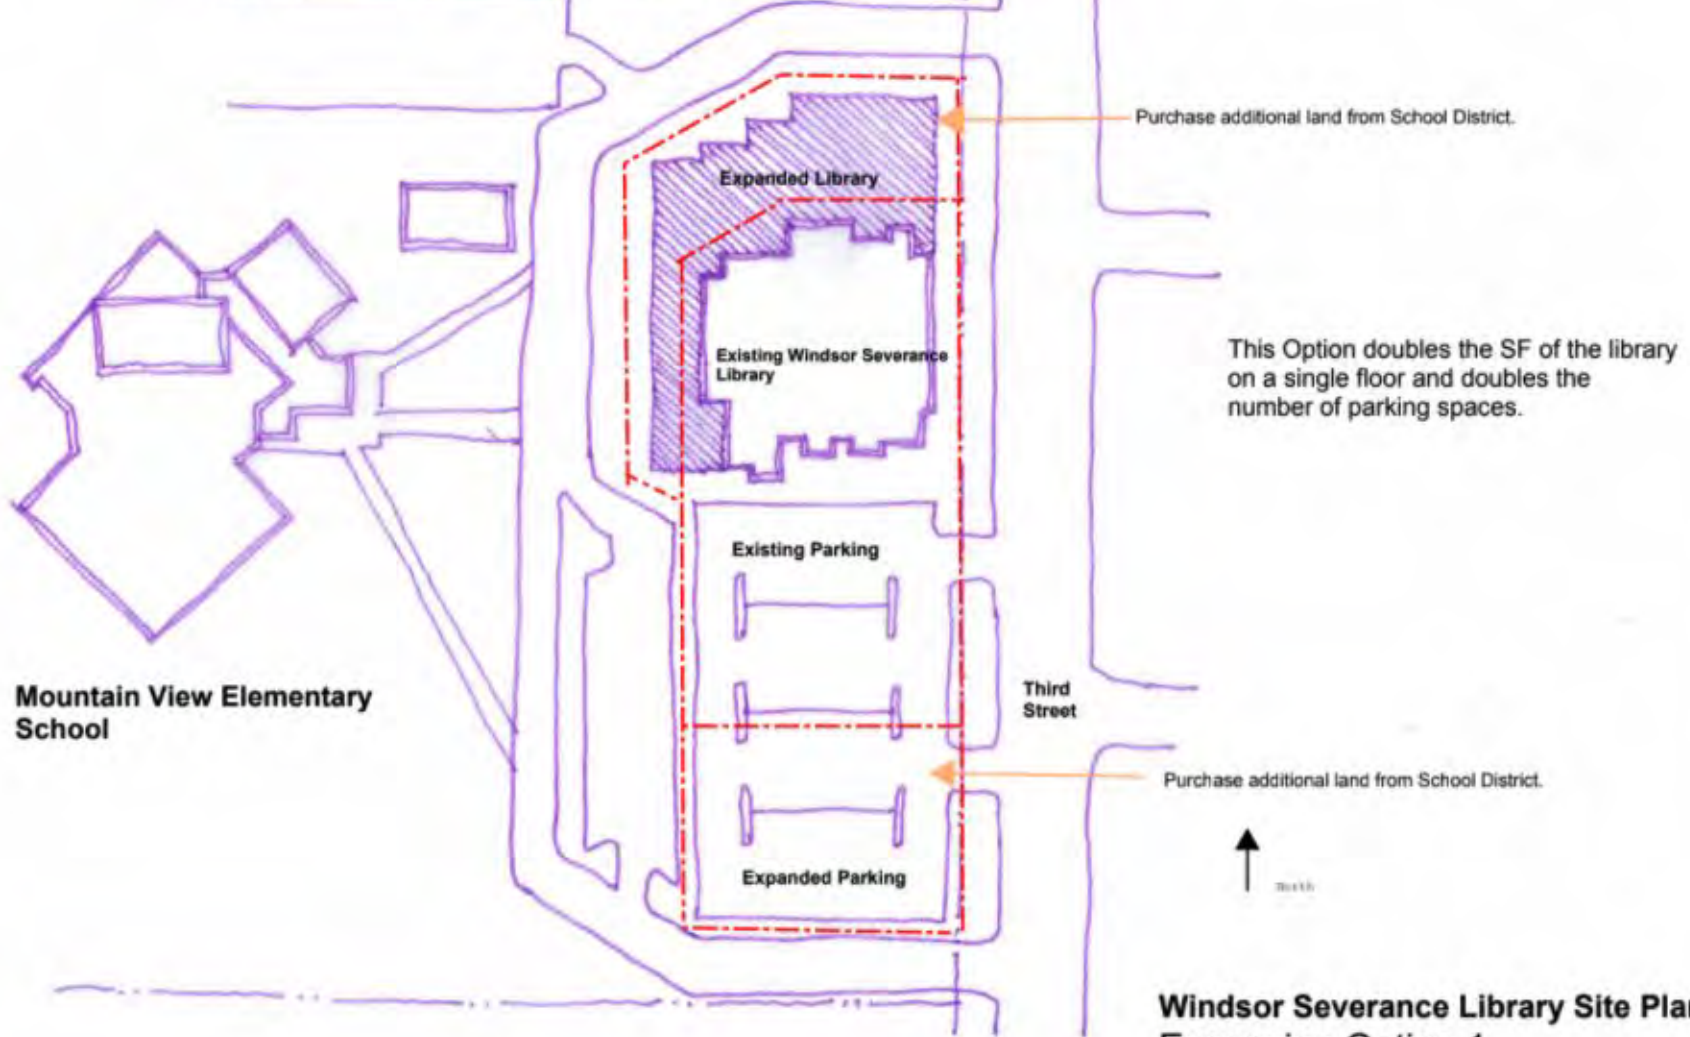 Purchase additional land from School District.
Expanded Library
Existing Windsor Severance
Library
This Option doubles the SF of the library
on a single floor and doubles the
number of parking spaces.
Existing Parking
Mountain View Elementary
School
Third
Street
Purchase additional land from School District.
Expanded Parking
North
Windsor Severance Library Site Plan